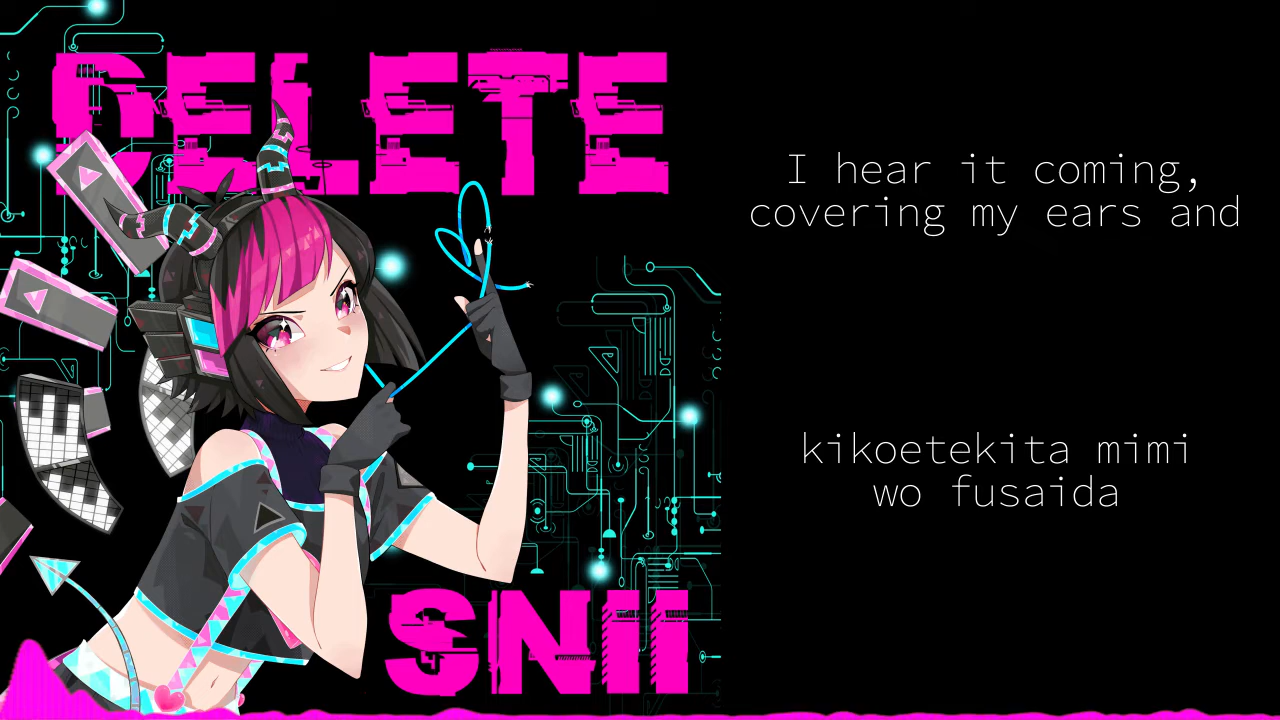 DELETE
SNII
I hear it coming,
covering my ears and
kikoetekita mimi
wo fusaida